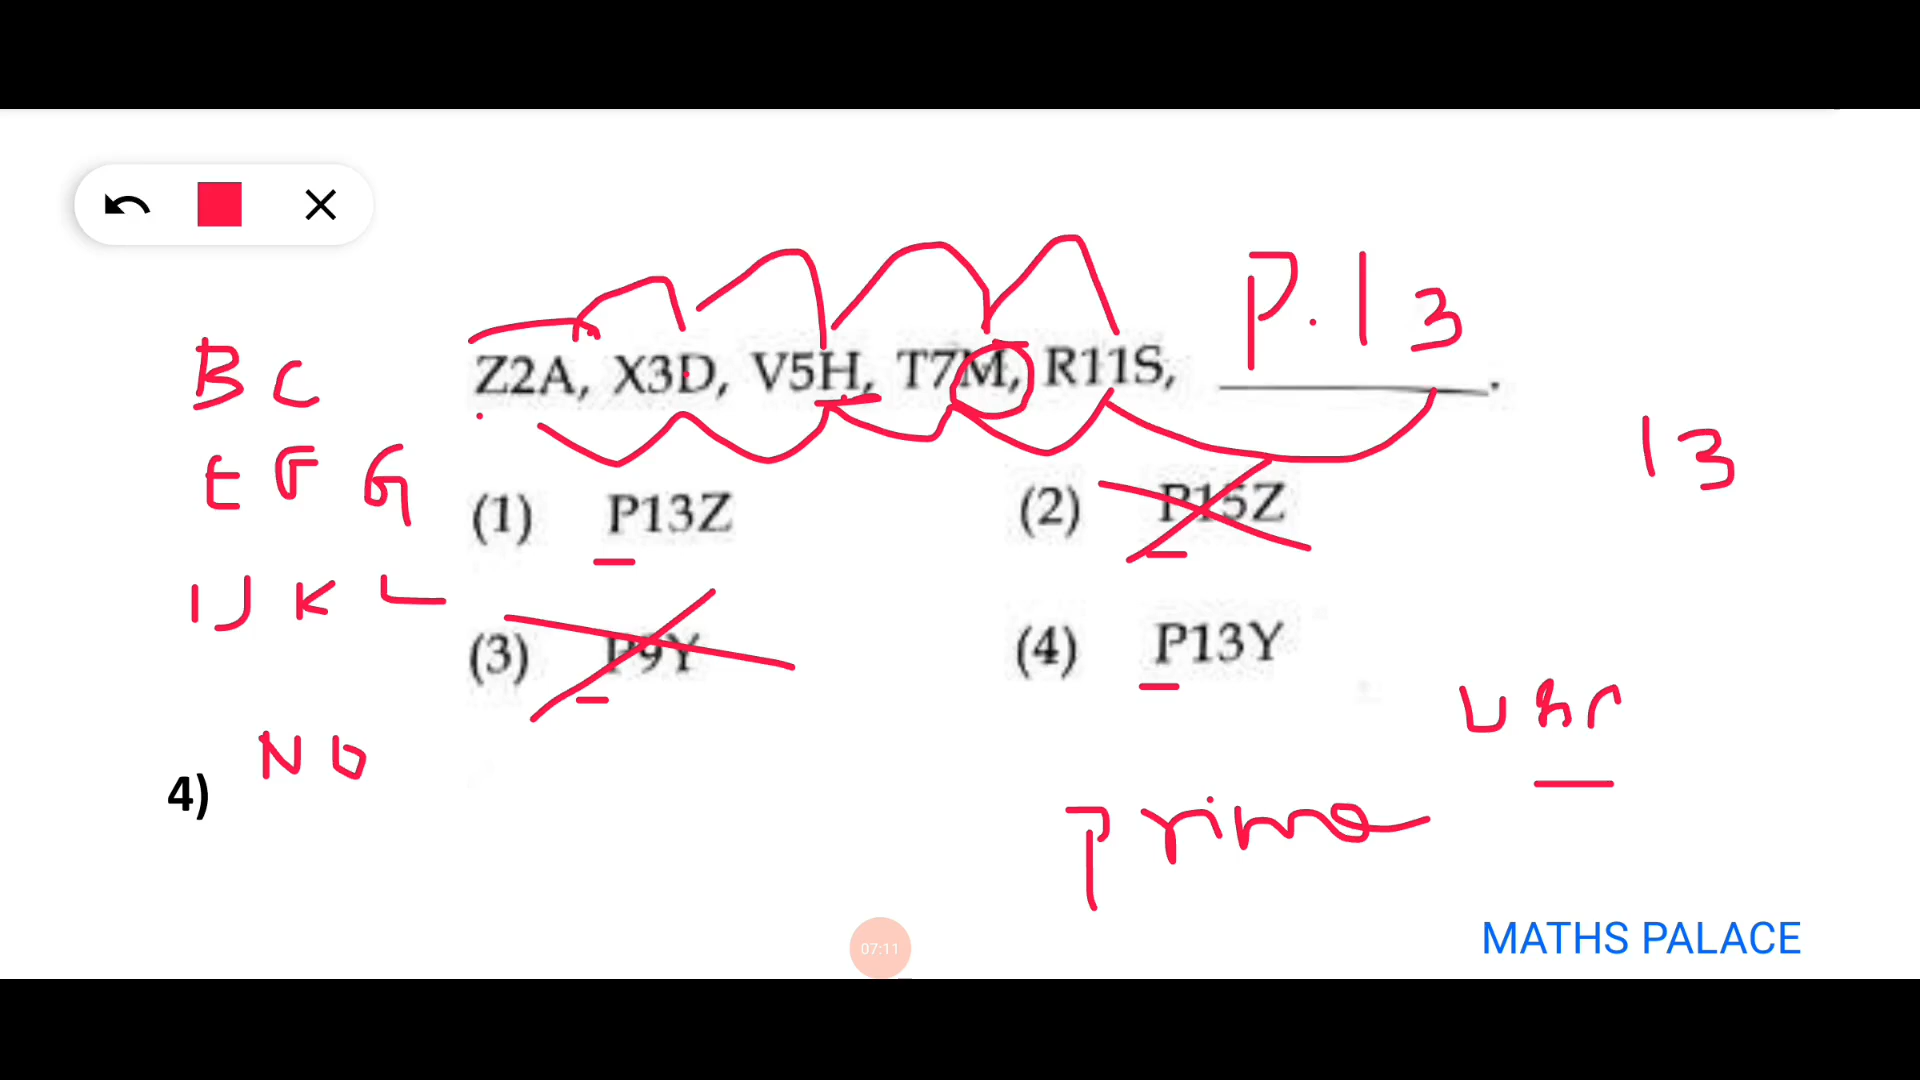 P.13
Z2A, X3D, V5H, T7M, R11S, ________.
B C
E F G
13
(1) P13Z (2) P15Z
I J K L
(3) P9Y (4) P13Y
N O
4)
prime
MATHS PALACE
07:11